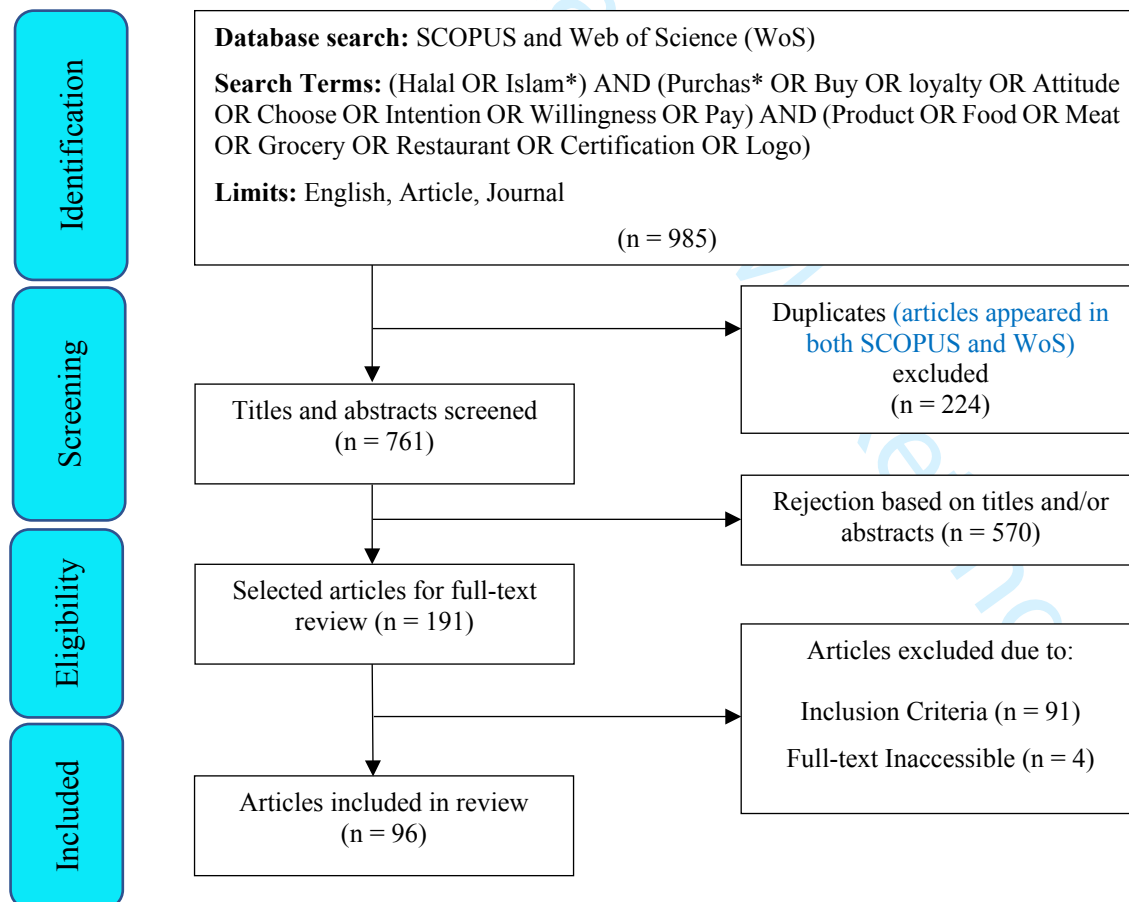 Identification
Database search: SCOPUS and Web of Science (WoS)
Search Terms: (Halal OR Islam*) AND (Purchas* OR Buy OR loyalty OR Attitude
OR Choose OR Intention OR Willingness OR Pay) AND (Product OR Food OR Meat
OR Grocery OR Restaurant OR Certification OR Logo)
Limits: English, Article, Journal
(n = 985)
Screening
Duplicates (articles appeared in
both SCOPUS and WoS)
excluded
(n = 224)
Titles and abstracts screened
(n = 761)
Rejection based on titles and/or
abstracts (n = 570)
Eligibility
Selected articles for full-text
review (n = 191)
Articles excluded due to:
Inclusion Criteria (n = 91)
Full-text Inaccessible (n = 4)
Included
Articles included in review
(n = 96)